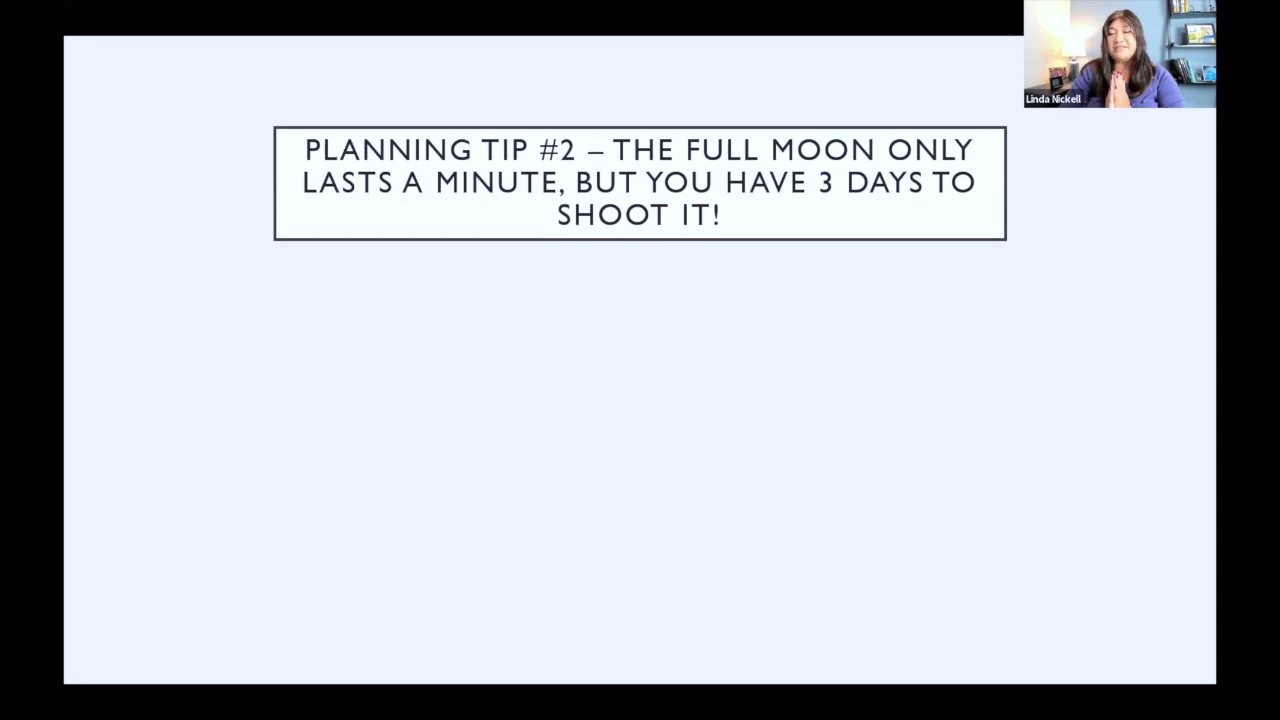 Linda Nickell
PLANNING TIP #2 – THE FULL MOON ONLY
LASTS A MINUTE, BUT YOU HAVE 3 DAYS TO
SHOOT IT!